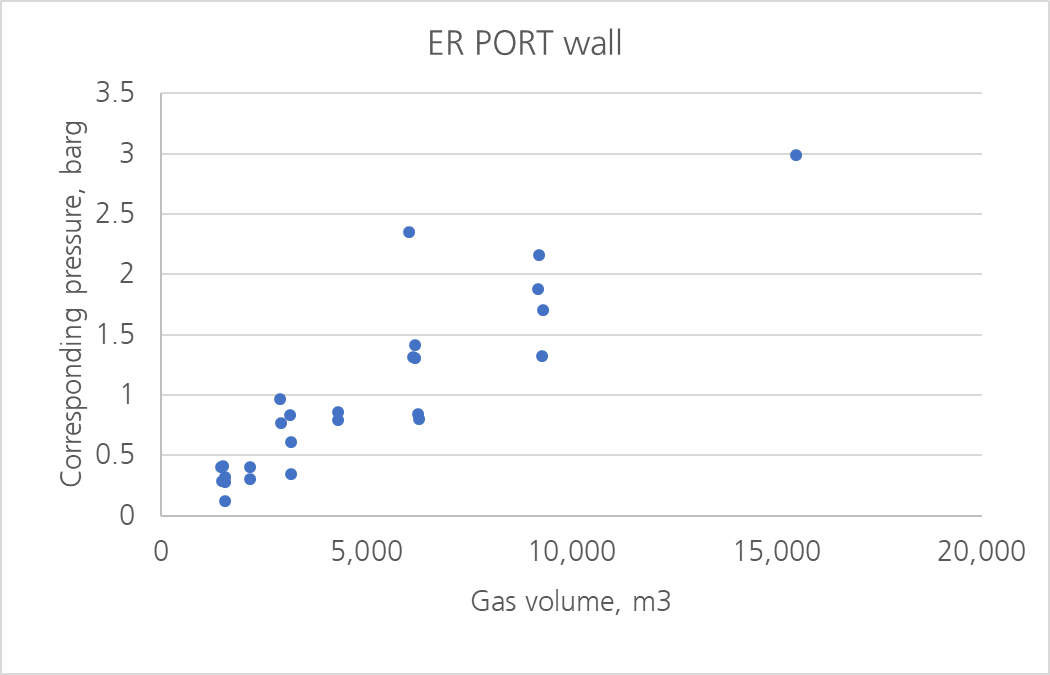 ER PORT wall
3.5
3
2.5
2
1.5
1
0.5
0
Corresponding pressure, barg
0 5,000 10,000 15,000 20,000
Gas volume, m3